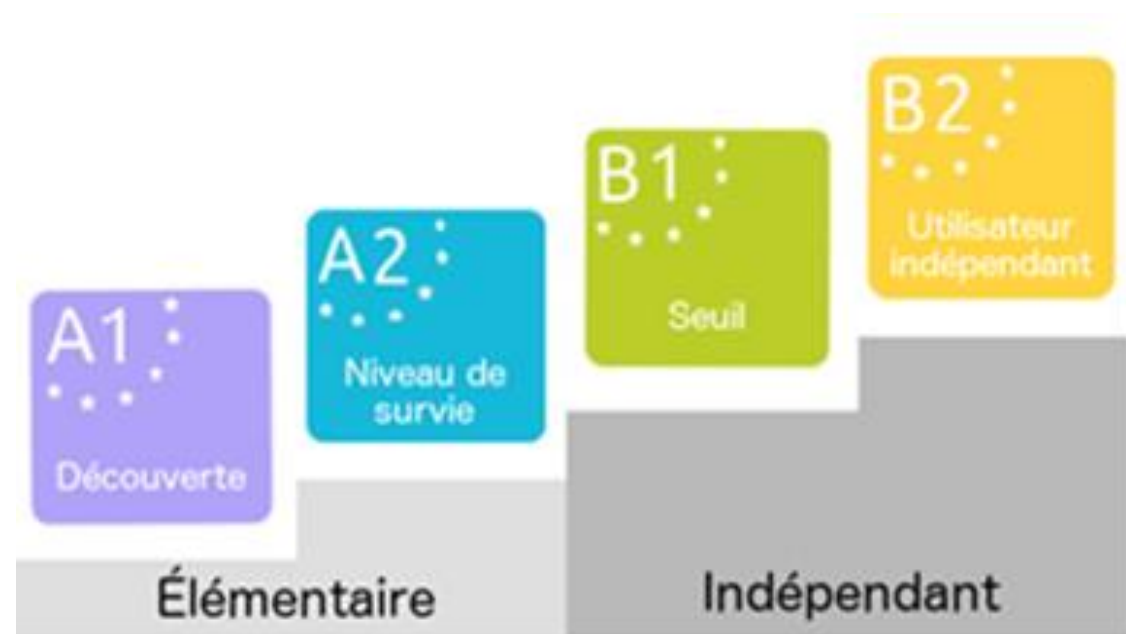 A1
Découverte
A2
Niveau de
survie
B1
Seuil
B2
Utilisateur
indépendant
Élémentaire
Indépendant